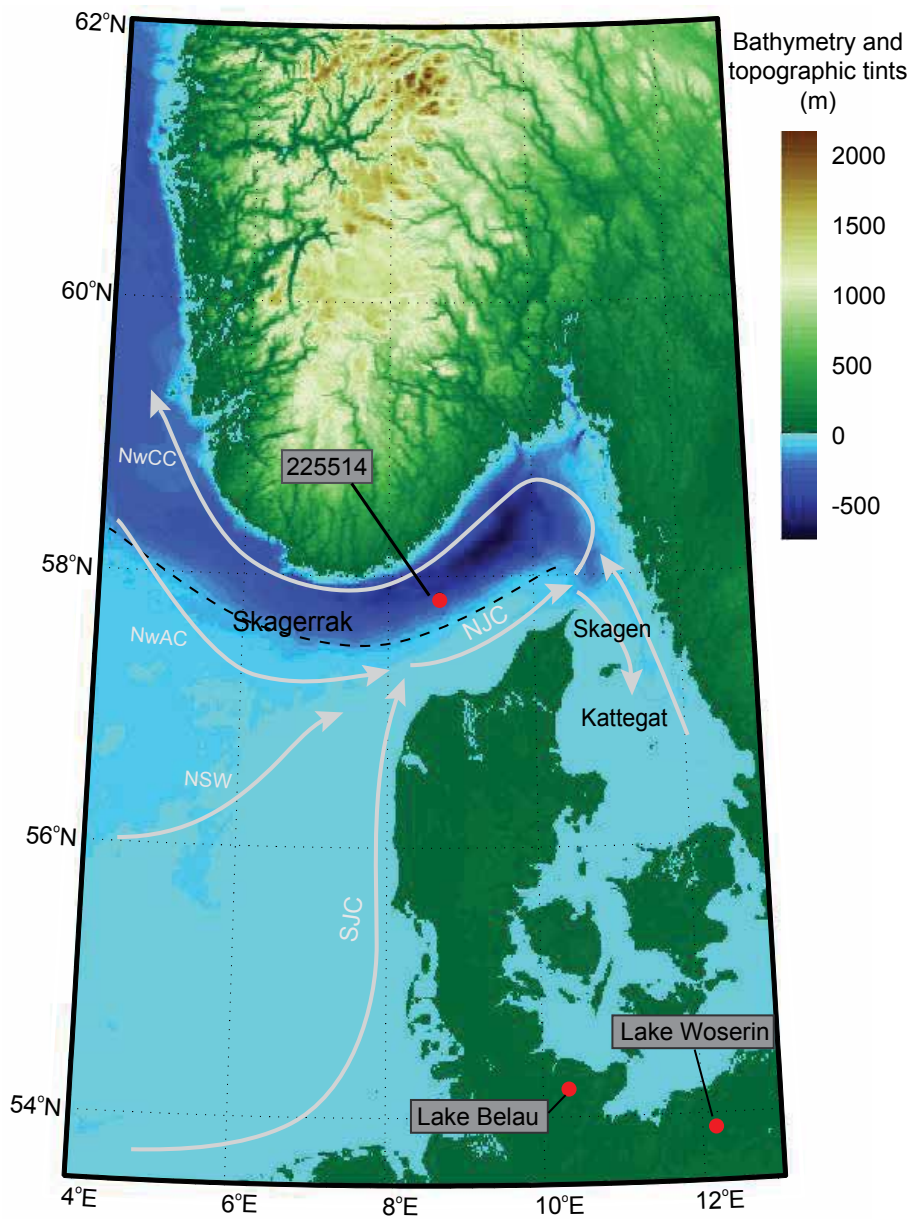 62°N
Bathymetry and
topographic tints
(m)
2000
1500
1000
500
0
-500
60°N
NwCC
225514
58°N
Skagerrak
NwAC
NJC
Skagen
Kattegat
NSW
56°N
SJC
Lake Woserin
54°N
Lake Belau
4°E
6°E
8°E
10°E
12°E